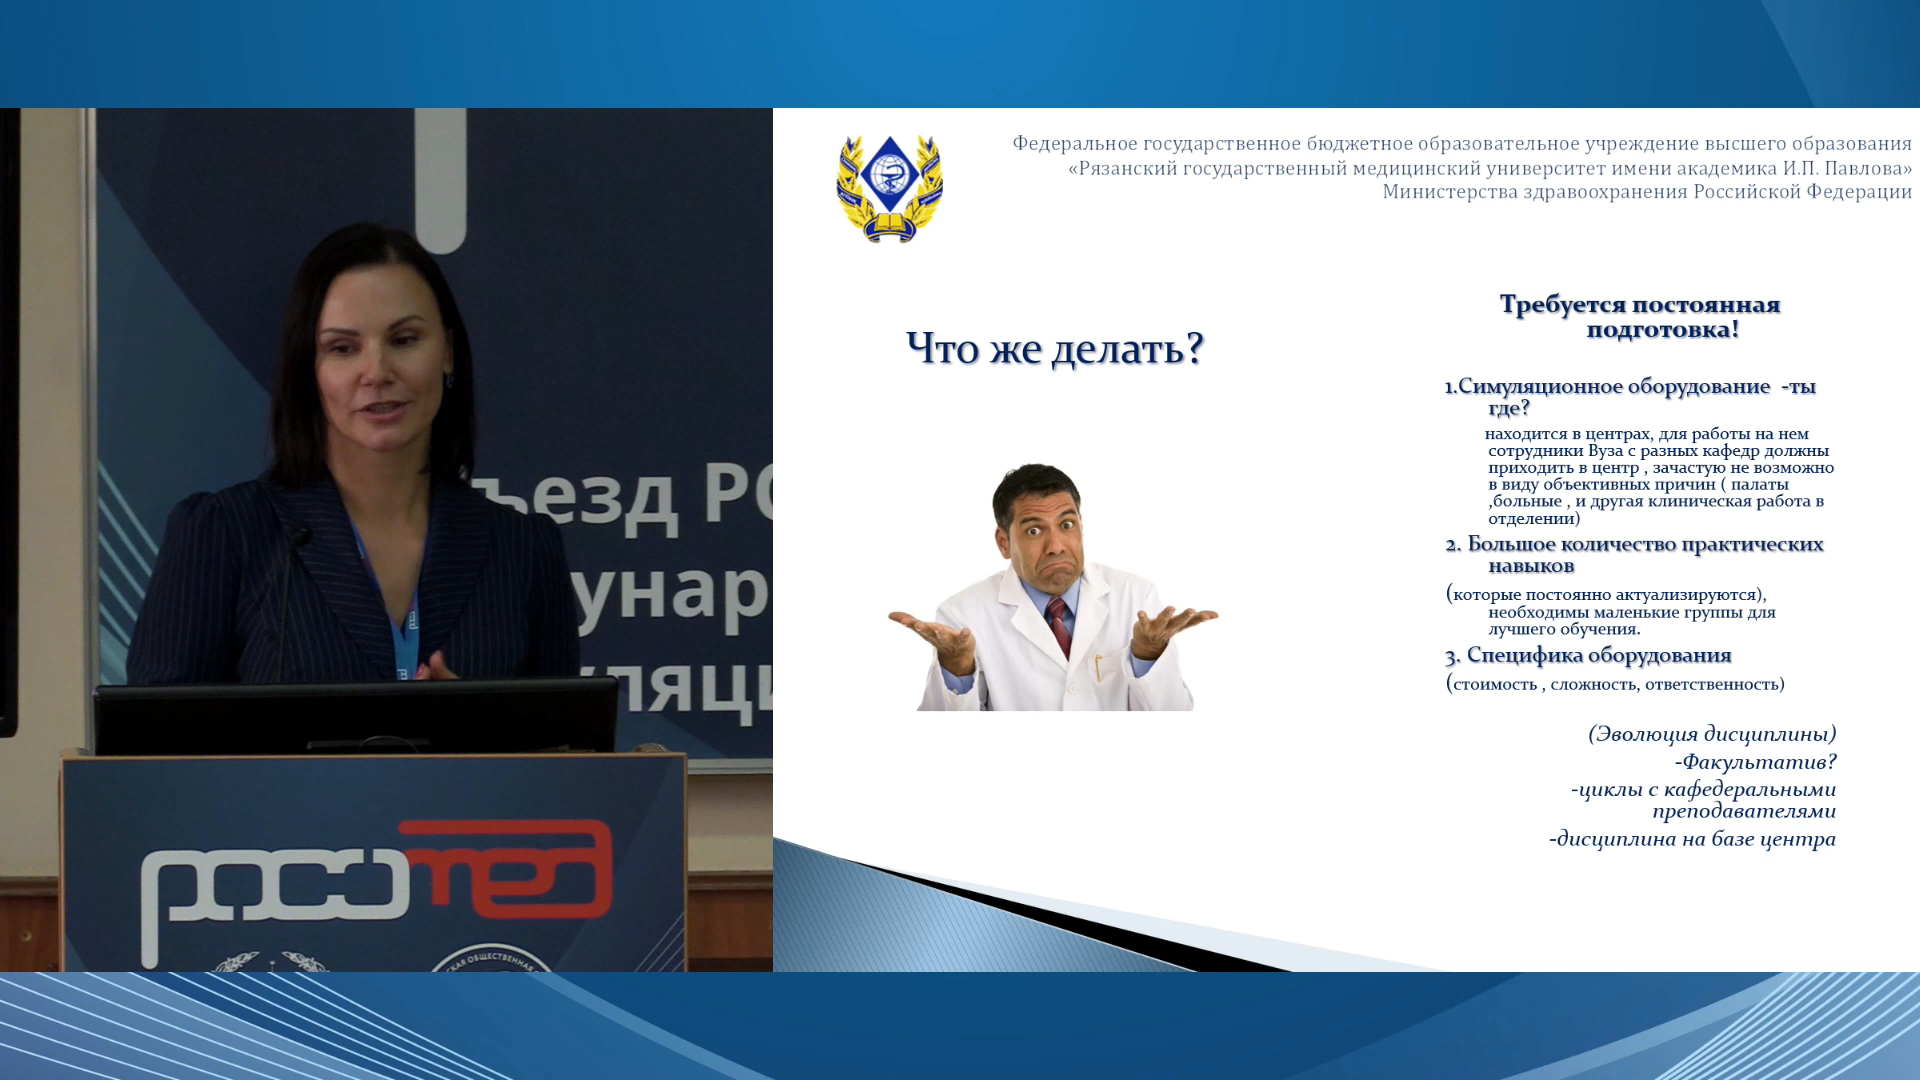 ъезд РО
унар
ляци
росомед
КАЯ ОБЩЕСТВЕННАЯ
Федеральное государственное бюджетное образовательное учреждение высшего образования
«Рязанский государственный медицинский университет имени академика И.П. Павлова»
Министерства здравоохранения Российской Федерации
Что же делать?
Требуется постоянная
подготовка!
1.Симуляционное оборудование -ты
где?
находится в центрах, для работы на нем
сотрудники Вуза с разных кафедр должны
приходить в центр , зачастую не возможно
в виду объективных причин ( палаты
,больные , и другая клиническая работа в
отделении)
2. Большое количество практических
навыков
(которые постоянно актуализируются),
необходимы маленькие группы для
лучшего обучения.
3. Специфика оборудования
(стоимость , сложность, ответственность)
(Эволюция дисциплины)
-Факультатив?
-циклы с кафедеральными
преподавателями
-дисциплина на базе центра